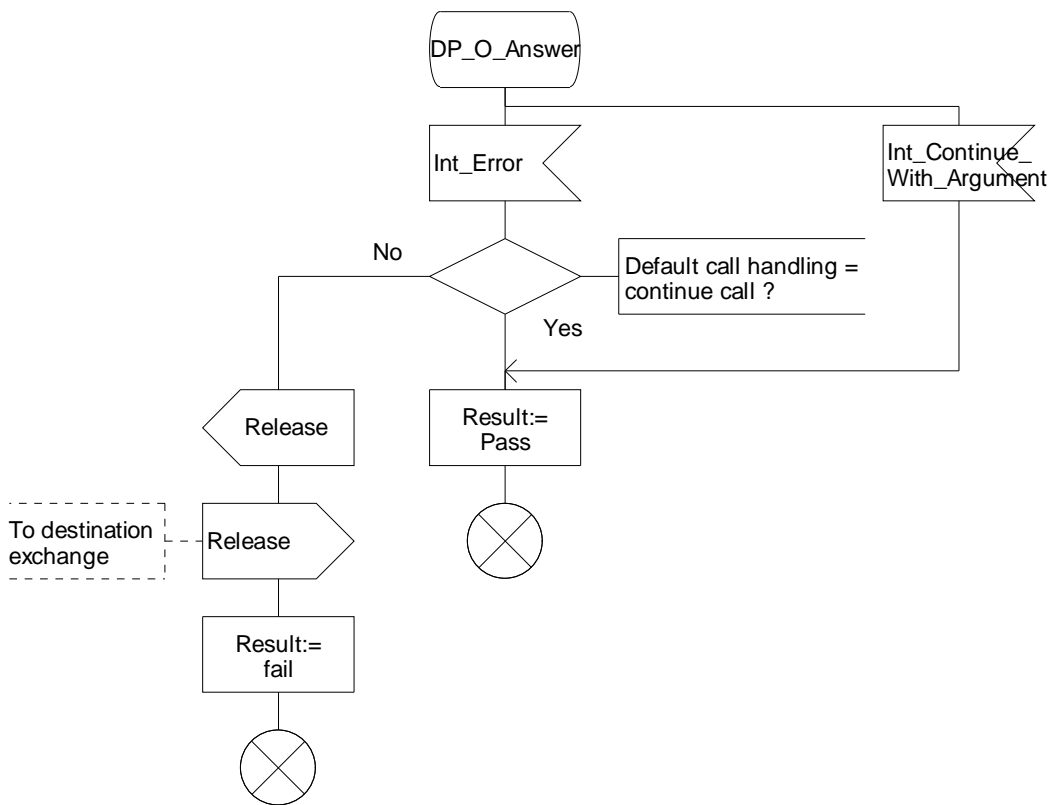 DP_O_Answer
Int_Error
Int_Continue_
With_Argument
No
Default call handling =
continue call ?
Yes
Release
Result:=
Pass
To destination
exchange
Release
Result:=
fail